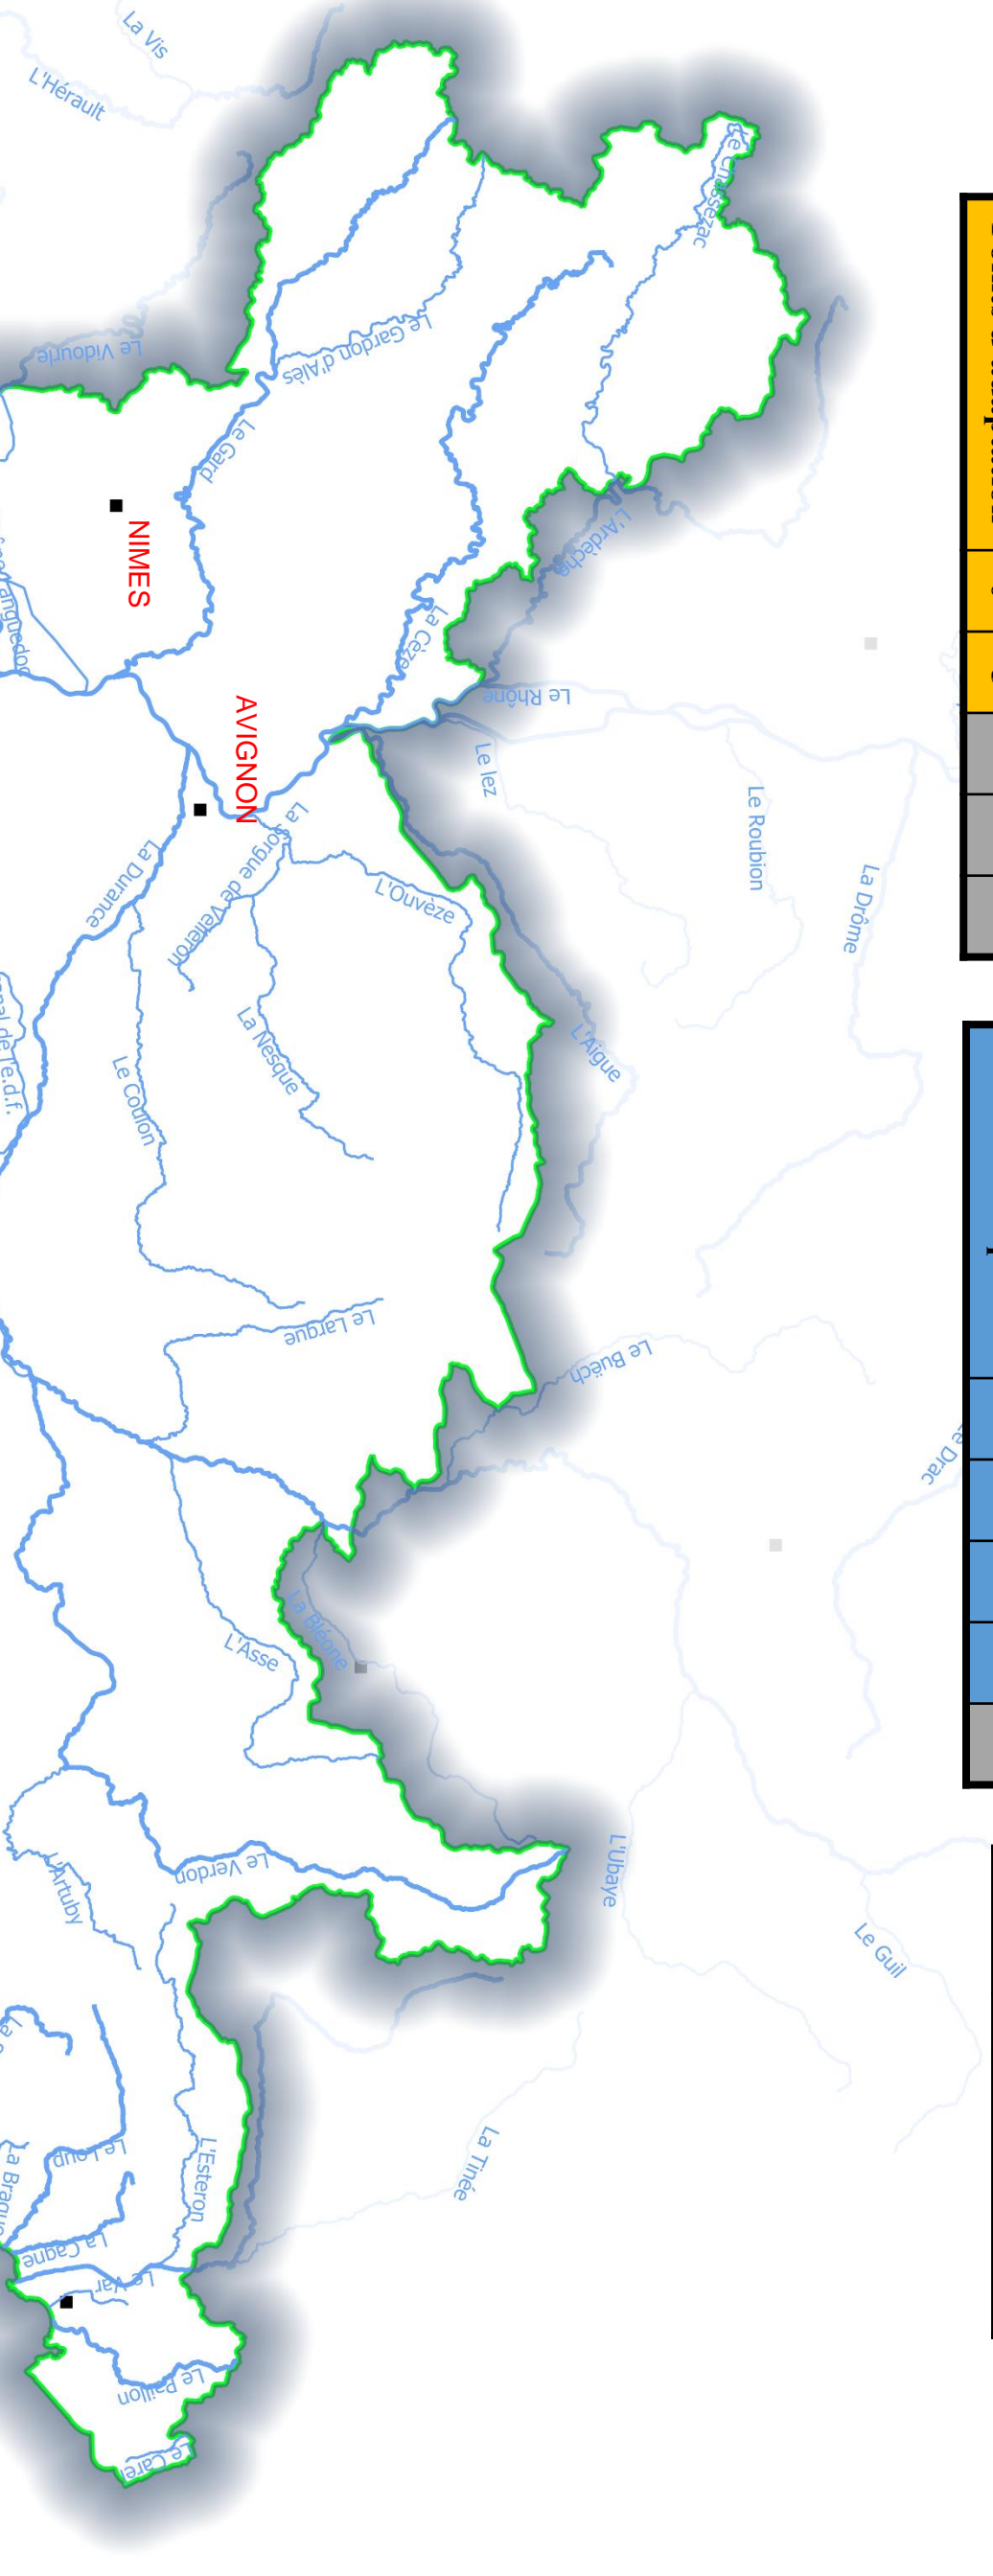 La Vis
L'Hérault
Le Chassezac
Le Vidourle
Le Gardon d'Alès
Le Gard
NIMES
L'Ardèche
La Cèze
Le Rhône
AVIGNON
Le lez
Le Roubion
La Drôme
La Sorgue de Velleron
La Durance
L'Ouvèze
canal de l'e.d.f.
La Nesque
L'Aigue
Le Coulon
Le Largue
Le Buëch
Le Drac
L'Asse
La Bléone
Le Verdon
L'Artuby
L'Ubaye
Le Guil
Le Loup
L'Esteron
La Tinée
La Cagne
Le Var
Le Paillon
Le Careï